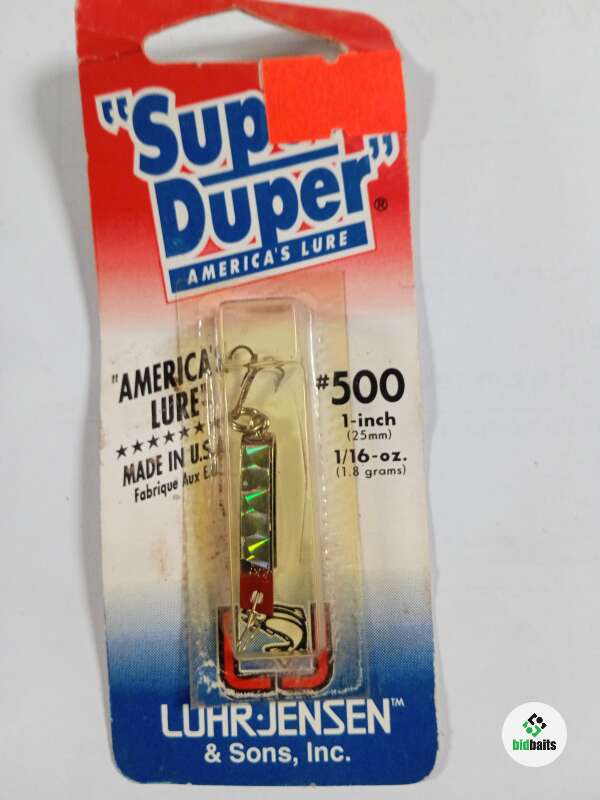 "Sup
Duper"®
AMERICA'S LURE
"AMERICA'
LURE"
★★★★★★
MADE IN U.S
Fabrique Aux E.
#500
1-inch
(25mm)
1/16-oz.
(1.8 grams)
LUHR·JENSEN™
& Sons, Inc.
bidbaits